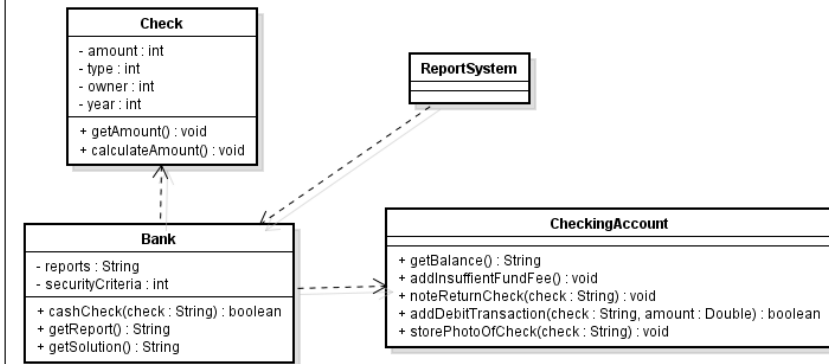 Check
- amount : int
- type : int
- owner : int
- year : int
+ getAmount() : void
+ calculateAmount() : void
ReportSystem
Bank
- reports : String
- securityCriteria : int
+ cashCheck(check : String) : boolean
+ getReport() : String
+ getSolution() : String
CheckingAccount
+ getBalance() : String
+ addInsuffientFundFee() : void
+ noteReturnCheck(check : String) : void
+ addDebitTransaction(check : String, amount : Double) : boolean
+ storePhotoOfCheck(check : String) : void